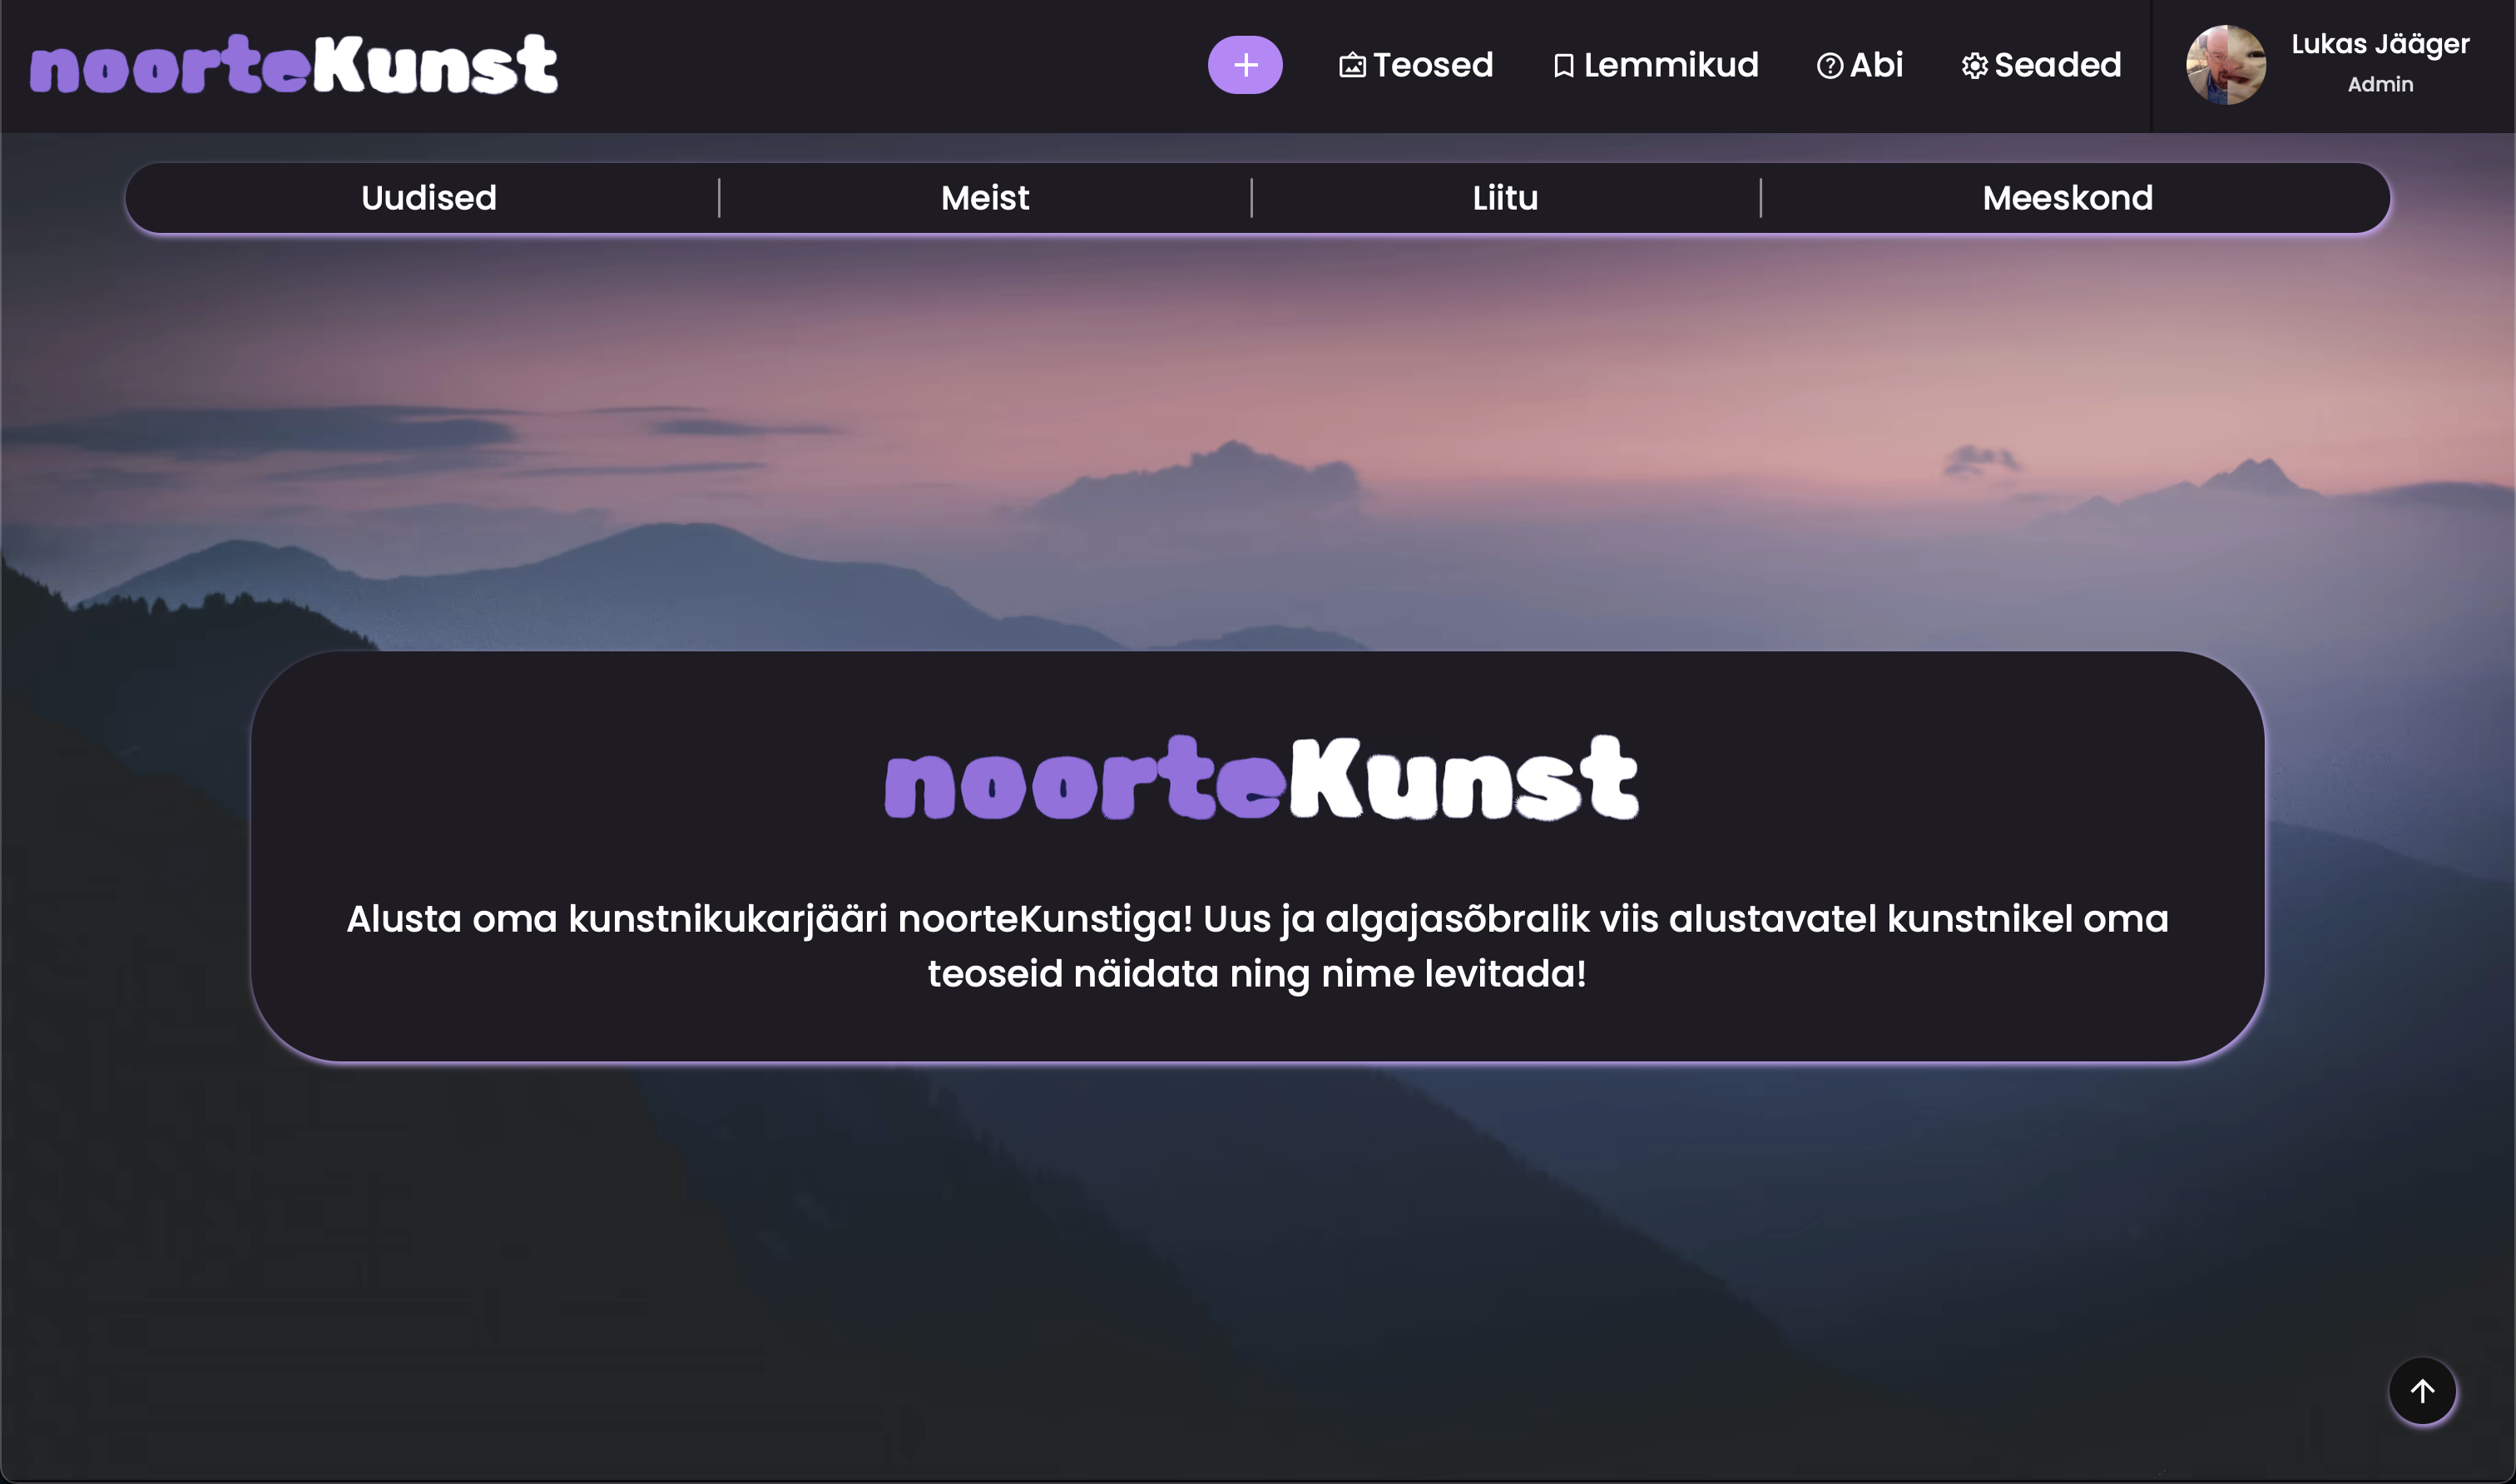 noorteKunst
Teosed
Lemmikud
Abi
Seaded
Lukas Jääger
Admin
Uudised
Meist
Liitu
Meeskond
noorteKunst
Alusta oma kunstnikukarjääri noorteKunstiga! Uus ja algajasõbralik viis alustavatel kunstnikel oma
teoseid näidata ning nime levitada!